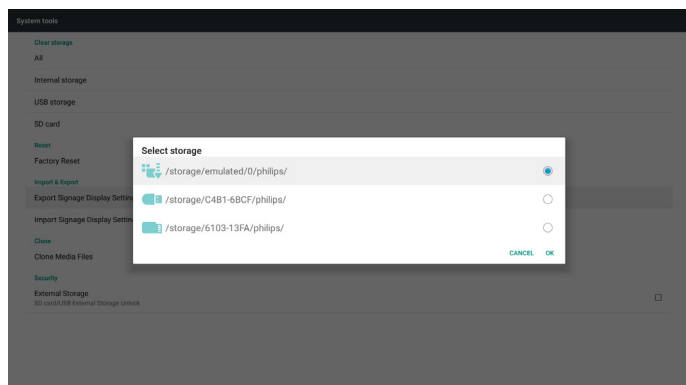 System tools
Clear storage
All
Internal storage
USB storage
SD card
Reset
Factory Reset
Import & Export
Export Signage Display Settin
Import Signage Display Settin
Clone
Clone Media Files
Security
External Storage
SD card/USB External Storage Unlock
Select storage
/storage/emulated/0/philips/
/storage/C4B1-6BCF/philips/
/storage/6103-13FA/philips/
CANCEL OK